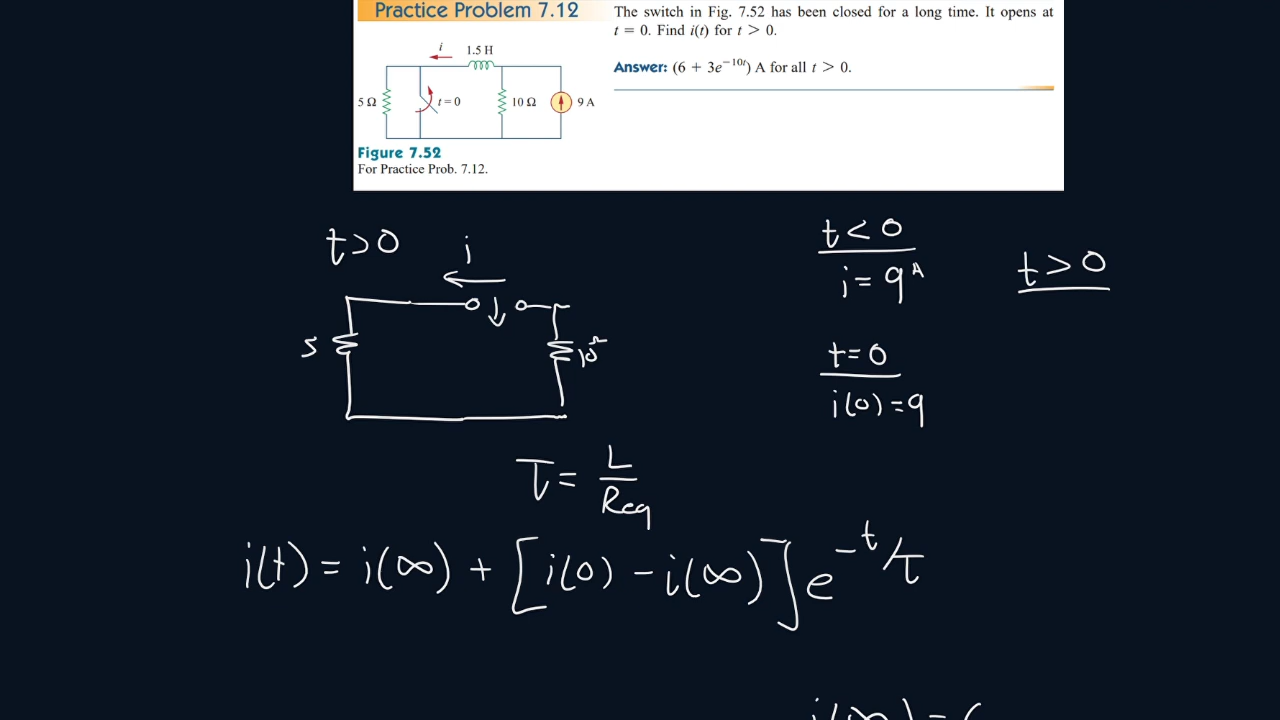 Practice Problem 7.12
The switch in Fig. 7.52 has been closed for a long time. It opens at
t = 0. Find i(t) for t > 0.
Answer: (6 + 3e^{-10t}) A for all t > 0.
i
1.5 H
5 Ω
t = 0
10 Ω
9 A
Figure 7.52
For Practice Prob. 7.12.
t>0
i
5
10Ω
t<0
i = 9 A
t>0
t=0
i(0)=9
τ = L/Req
i(t) = i(∞) + [i(0) - i(∞)] e^{-t/τ}
i(∞) =